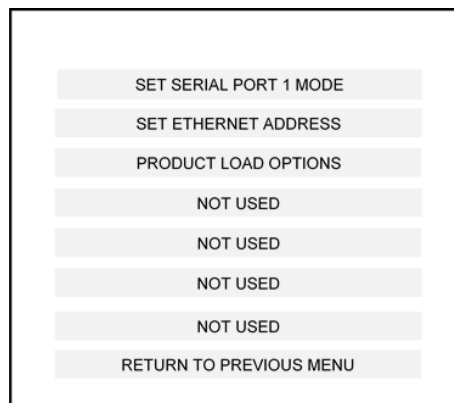 SET SERIAL PORT 1 MODE
SET ETHERNET ADDRESS
PRODUCT LOAD OPTIONS
NOT USED
NOT USED
NOT USED
NOT USED
RETURN TO PREVIOUS MENU